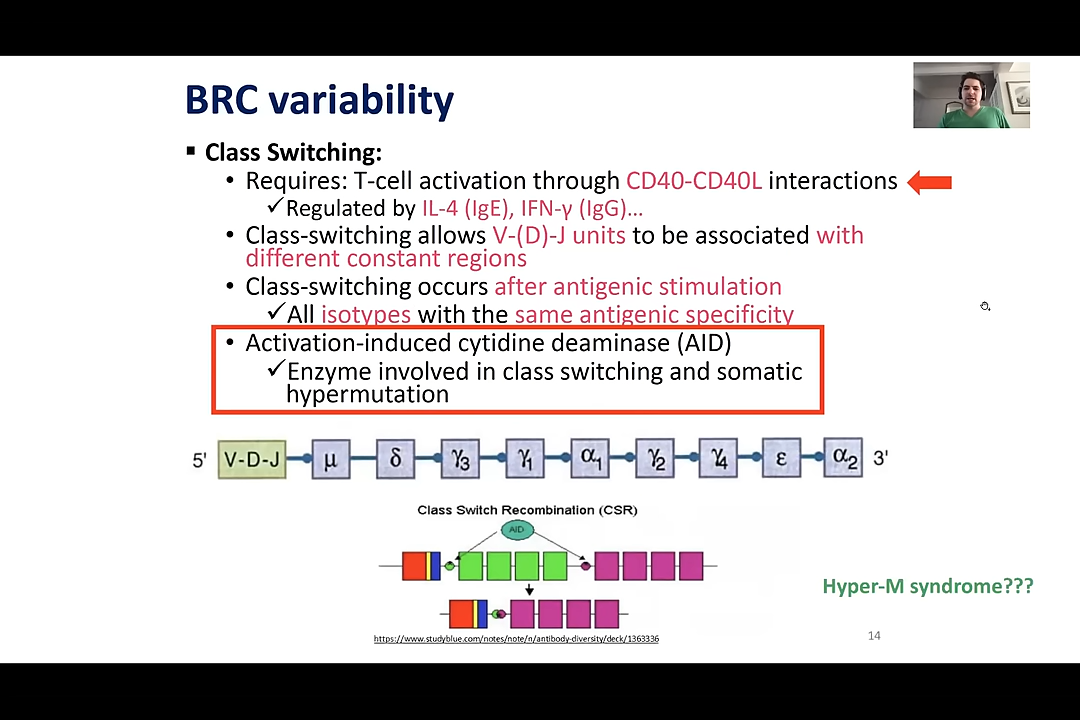 BRC variability
▪ Class Switching:
• Requires: T-cell activation through CD40-CD40L interactions
✓Regulated by IL-4 (IgE), IFN-γ (IgG)…
• Class-switching allows V-(D)-J units to be associated with
different constant regions
• Class-switching occurs after antigenic stimulation
✓All isotypes with the same antigenic specificity
• Activation-induced cytidine deaminase (AID)
✓Enzyme involved in class switching and somatic
hypermutation
5' V-D-J μ δ γ3 γ1 α1 γ2 γ4 ε α2 3'
Class Switch Recombination (CSR)
AID
Hyper-M syndrome???
https://www.studyblue.com/notes/note/n/antibody-diversity/deck/1363336
14